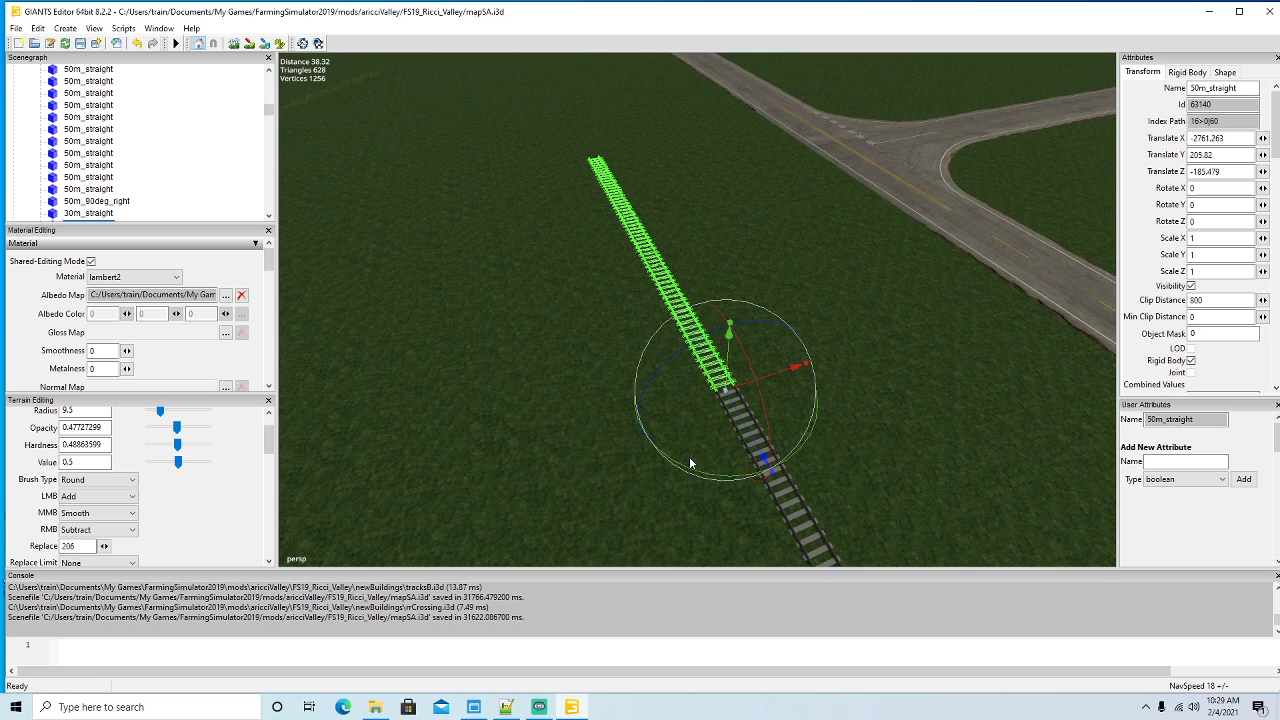 GIANTS Editor 64bit 8.2.2 - C:/Users/train/Documents/My Games/FarmingSimulator2019/mods/aricciValley/FS19_Ricci_Valley/mapSA.i3d
File Edit Create View Scripts Window Help
Scenegraph
50m_straight
50m_straight
50m_straight
50m_straight
50m_straight
50m_straight
50m_straight
50m_straight
50m_straight
50m_straight
50m_straight
50m_90deg_right
30m_straight
Material Editing
Material
Shared-Editing Mode
Material lambert2
Albedo Map C:/Users/train/Documents/My Gam ...
Albedo Color 0 0 0 ...
Gloss Map ...
Smoothness 0
Metalness 0
Normal Map ...
Terrain Editing
Radius 9.5
Opacity 0.47727299
Hardness 0.48863599
Value 0.5
Brush Type Round
LMB Add
MMB Smooth
RMB Subtract
Replace 206
Replace Limit None
Distance 38.32
Triangles 628
Vertices 1256
persp
Attributes
Transform Rigid Body Shape
Name 50m_straight
Id 63140
Index Path 16>0|60
Translate X -2761.263
Translate Y 205.82
Translate Z -185.479
Rotate X 0
Rotate Y 0
Rotate Z 0
Scale X 1
Scale Y 1
Scale Z 1
Visibility
Clip Distance 800
Min Clip Distance 0
Object Mask 0
LOD
Rigid Body
Joint
Combined Values
User Attributes
Name 50m_straight
Add New Attribute
Name
Type boolean Add
Console
C:\Users\train\Documents\My Games\FarmingSimulator2019\mods\aricciValley\FS19_Ricci_Valley\newBuildings\tracksB.i3d (13.87 ms)
Scenefile 'C:/Users/train/Documents/My Games/FarmingSimulator2019/mods/aricciValley/FS19_Ricci_Valley/mapSA.i3d' saved in 31766.479200 ms.
C:\Users\train\Documents\My Games\FarmingSimulator2019\mods\aricciValley\FS19_Ricci_Valley\newBuildings\rrCrossing.i3d (7.49 ms)
Scenefile 'C:/Users/train/Documents/My Games/FarmingSimulator2019/mods/aricciValley/FS19_Ricci_Valley/mapSA.i3d' saved in 31622.086700 ms.
1
Ready NavSpeed 18 +/-
Type here to search
10:29 AM
2/4/2021
1